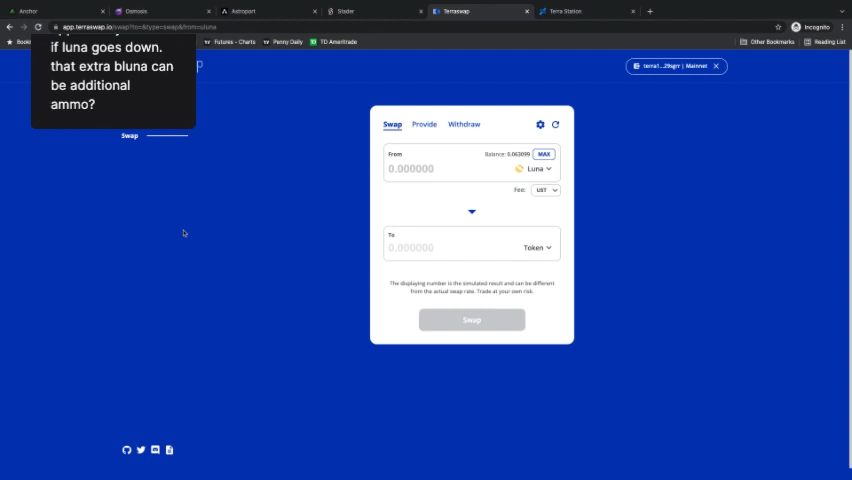 Anchor
Osmosis
Astroport
Stader
Terraswap
Terra Station
app.terraswap.io/swap?to=&type=swap&from=uluna
Incognito
Futures - Charts
Penny Daily
TD Ameritrade
Other Bookmarks
Reading List
if luna goes down.
that extra bluna can
be additional
ammo?
terra1...29sgrr | Mainnet
Swap
Swap
Provide
Withdraw
From
Balance: 0.063099
MAX
0.000000
Luna
Fee:
UST
To
0.000000
Token
The displaying number is the simulated result and can be different
from the actual swap rate. Trade at your own risk.
Swap